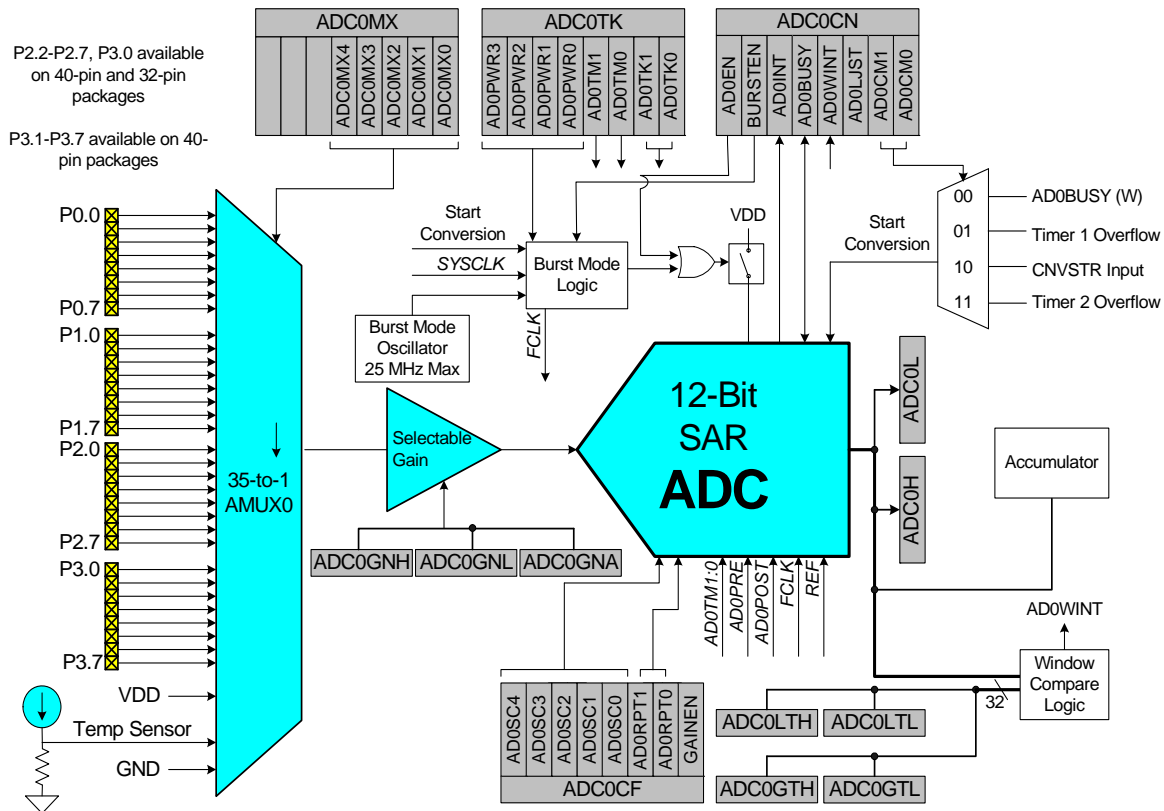 ADC0MX
ADC0MX4
ADC0MX3
ADC0MX2
ADC0MX1
ADC0MX0
ADC0TK
AD0PWR3
AD0PWR2
AD0PWR1
AD0PWR0
AD0TM1
AD0TM0
AD0TK1
AD0TK0
ADC0CN
AD0EN
BURSTEN
AD0INT
AD0BUSY
AD0WINT
AD0LJST
AD0CM1
AD0CM0
P2.2-P2.7, P3.0 available
on 40-pin and 32-pin
packages
P3.1-P3.7 available on 40-
pin packages
P0.0
P0.7
P1.0
P1.7
P2.0
P2.7
P3.0
P3.7
VDD
Temp Sensor
GND
35-to-1
AMUX0
Start
Conversion
SYSCLK
Burst Mode
Logic
Burst Mode
Oscillator
25 MHz Max
FCLK
VDD
Start
Conversion
00
01
10
11
AD0BUSY (W)
Timer 1 Overflow
CNVSTR Input
Timer 2 Overflow
Selectable
Gain
ADC0GNH
ADC0GNL
ADC0GNA
12-Bit
SAR
ADC
ADC0L
ADC0H
Accumulator
AD0TM1:0
AD0PRE
AD0POST
FCLK
REF
AD0WINT
Window
Compare
Logic
32
ADC0LTH
ADC0LTL
ADC0GTH
ADC0GTL
AD0SC4
AD0SC3
AD0SC2
AD0SC1
AD0SC0
AD0RPT1
AD0RPT0
GAINEN
ADC0CF